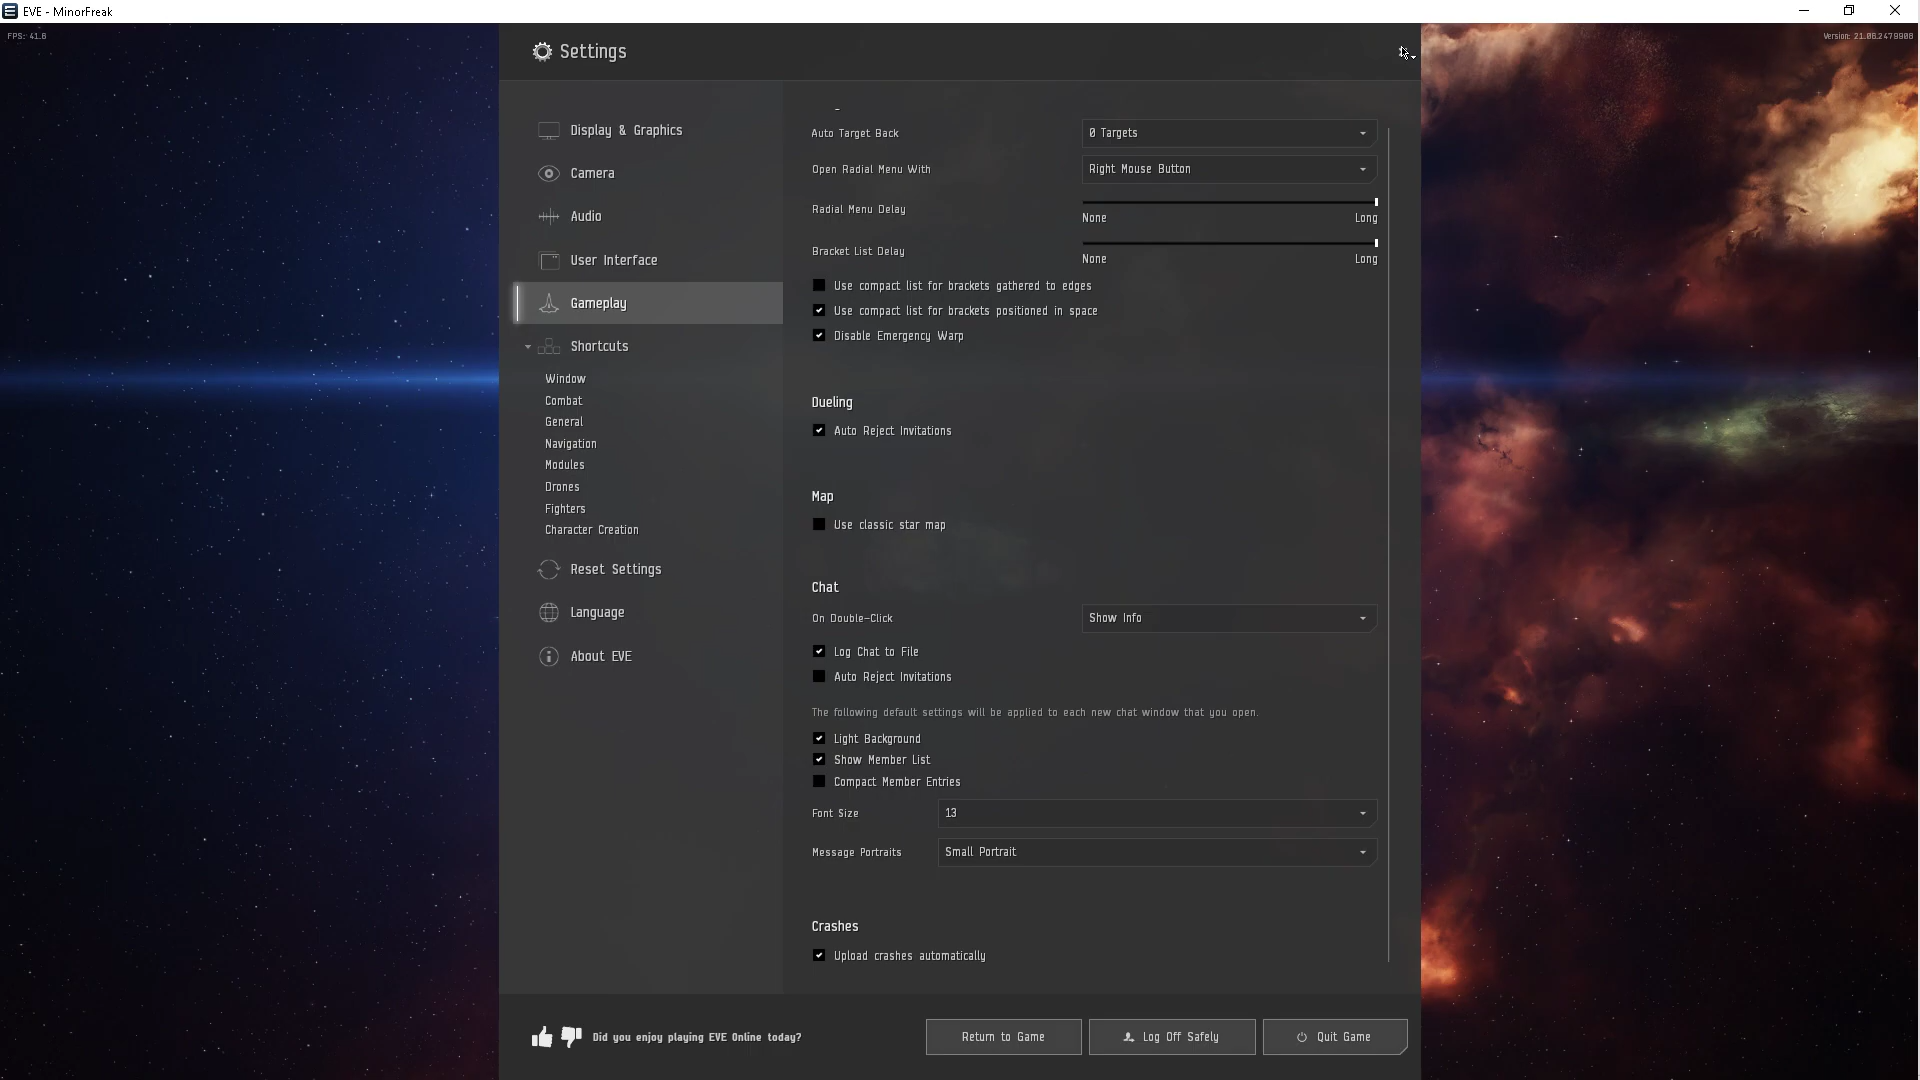 EVE - MinorFreak
FPS: 41.8
Version: 21.08.2479808
Settings
Display & Graphics
Camera
Audio
User Interface
Gameplay
Shortcuts
Window
Combat
General
Navigation
Modules
Drones
Fighters
Character Creation
Reset Settings
Language
About EVE
Auto Target Back
0 Targets
Open Radial Menu With
Right Mouse Button
Radial Menu Delay
None Long
Bracket List Delay
None Long
Use compact list for brackets gathered to edges
Use compact list for brackets positioned in space
Disable Emergency Warp
Dueling
Auto Reject Invitations
Map
Use classic star map
Chat
On Double-Click
Show Info
Log Chat to File
Auto Reject Invitations
The following default settings will be applied to each new chat window that you open.
Light Background
Show Member List
Compact Member Entries
Font Size
13
Message Portraits
Small Portrait
Crashes
Upload crashes automatically
Did you enjoy playing EVE Online today?
Return to Game
Log Off Safely
Quit Game